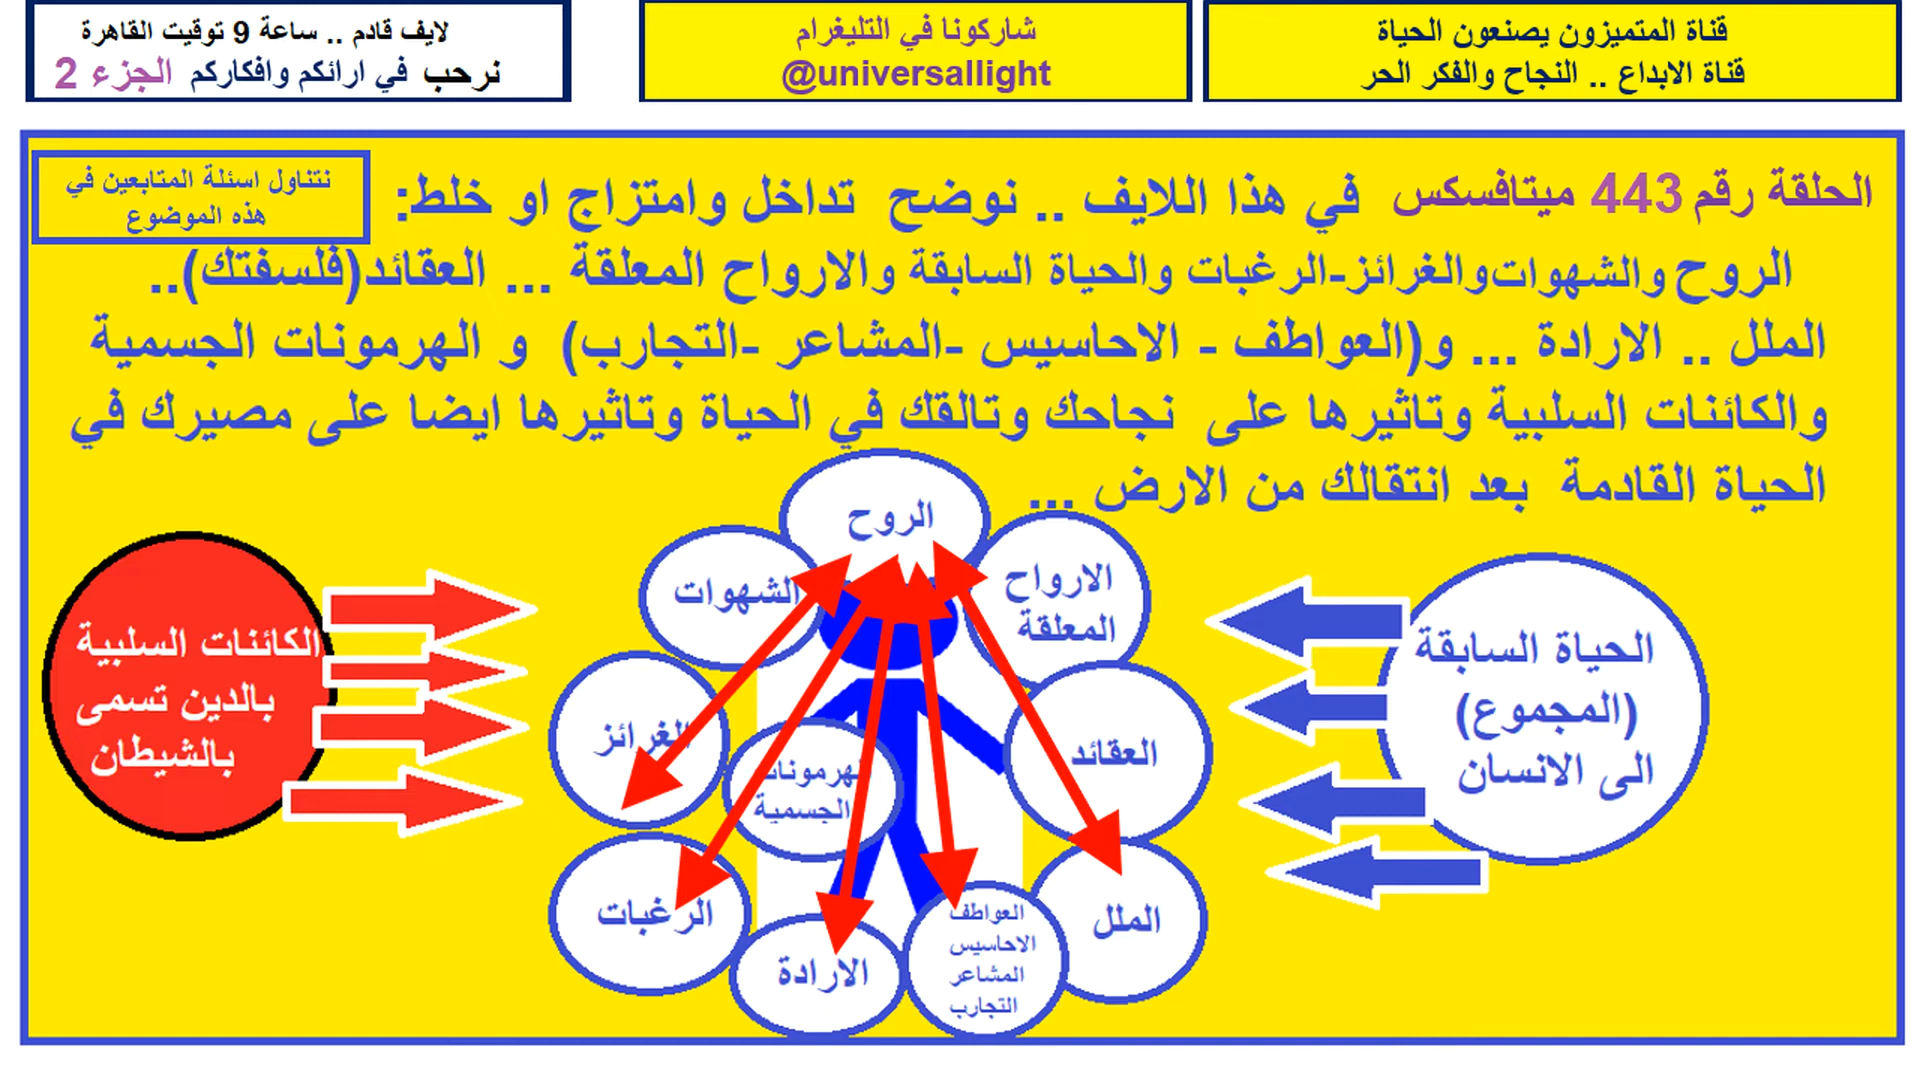 قناة المتميزون يصنعون الحياة
قناة الابداع .. النجاح والفكر الحر
شاركونا في التليغرام
@universallight
لايف قادم .. ساعة 9 توقيت القاهرة
نرحب في ارائكم وافكاركم الجزء 2
الحلقة رقم 443 ميتافسكس في هذا اللايف .. نوضح تداخل وامتزاج او خلط:
نتناول اسئلة المتابعين في
هذه الموضوع
الروح والشهوات والغرائز-الرغبات والحياة السابقة والارواح المعلقة ... العقائد(فلسفتك)..
الملل .. الارادة ... و(العواطف - الاحاسيس -المشاعر -التجارب) و الهرمونات الجسمية
والكائنات السلبية وتاثيرها على نجاحك وتالقك في الحياة وتاثيرها ايضا على مصيرك في
الحياة القادمة بعد انتقالك من الارض ...
الروح
الارواح
المعلقة
الشهوات
الحياة السابقة
(المجموع)
الى الانسان
الكائنات السلبية
بالدين تسمى
بالشيطان
العقائد
الغرائز
الجسمية
الملل
العواطف
الاحاسيس
المشاعر
التجارب
الارادة
الرغبات